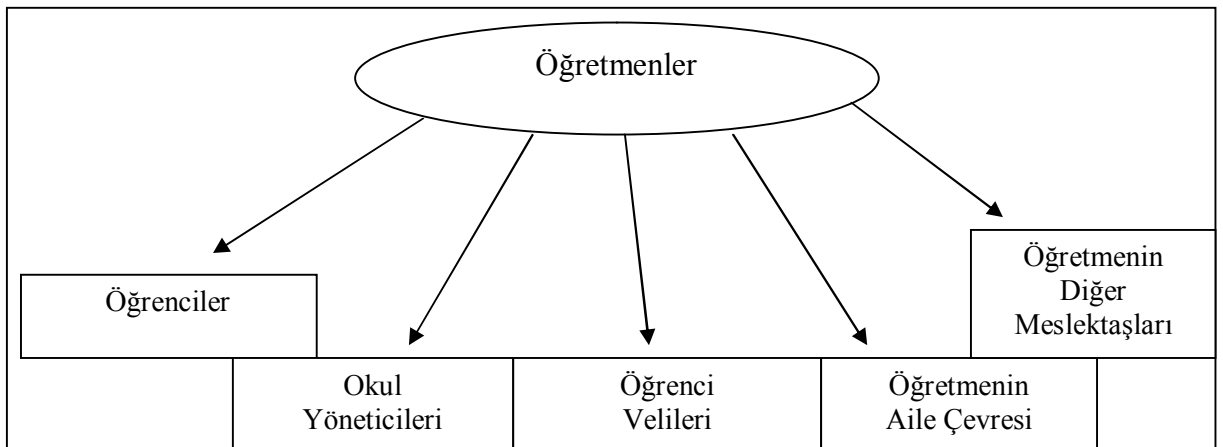 Öğretmenler
Öğrenciler
Öğretmenin
Diğer
Meslektaşları
Okul
Yöneticileri
Öğrenci
Velileri
Öğretmenin
Aile Çevresi